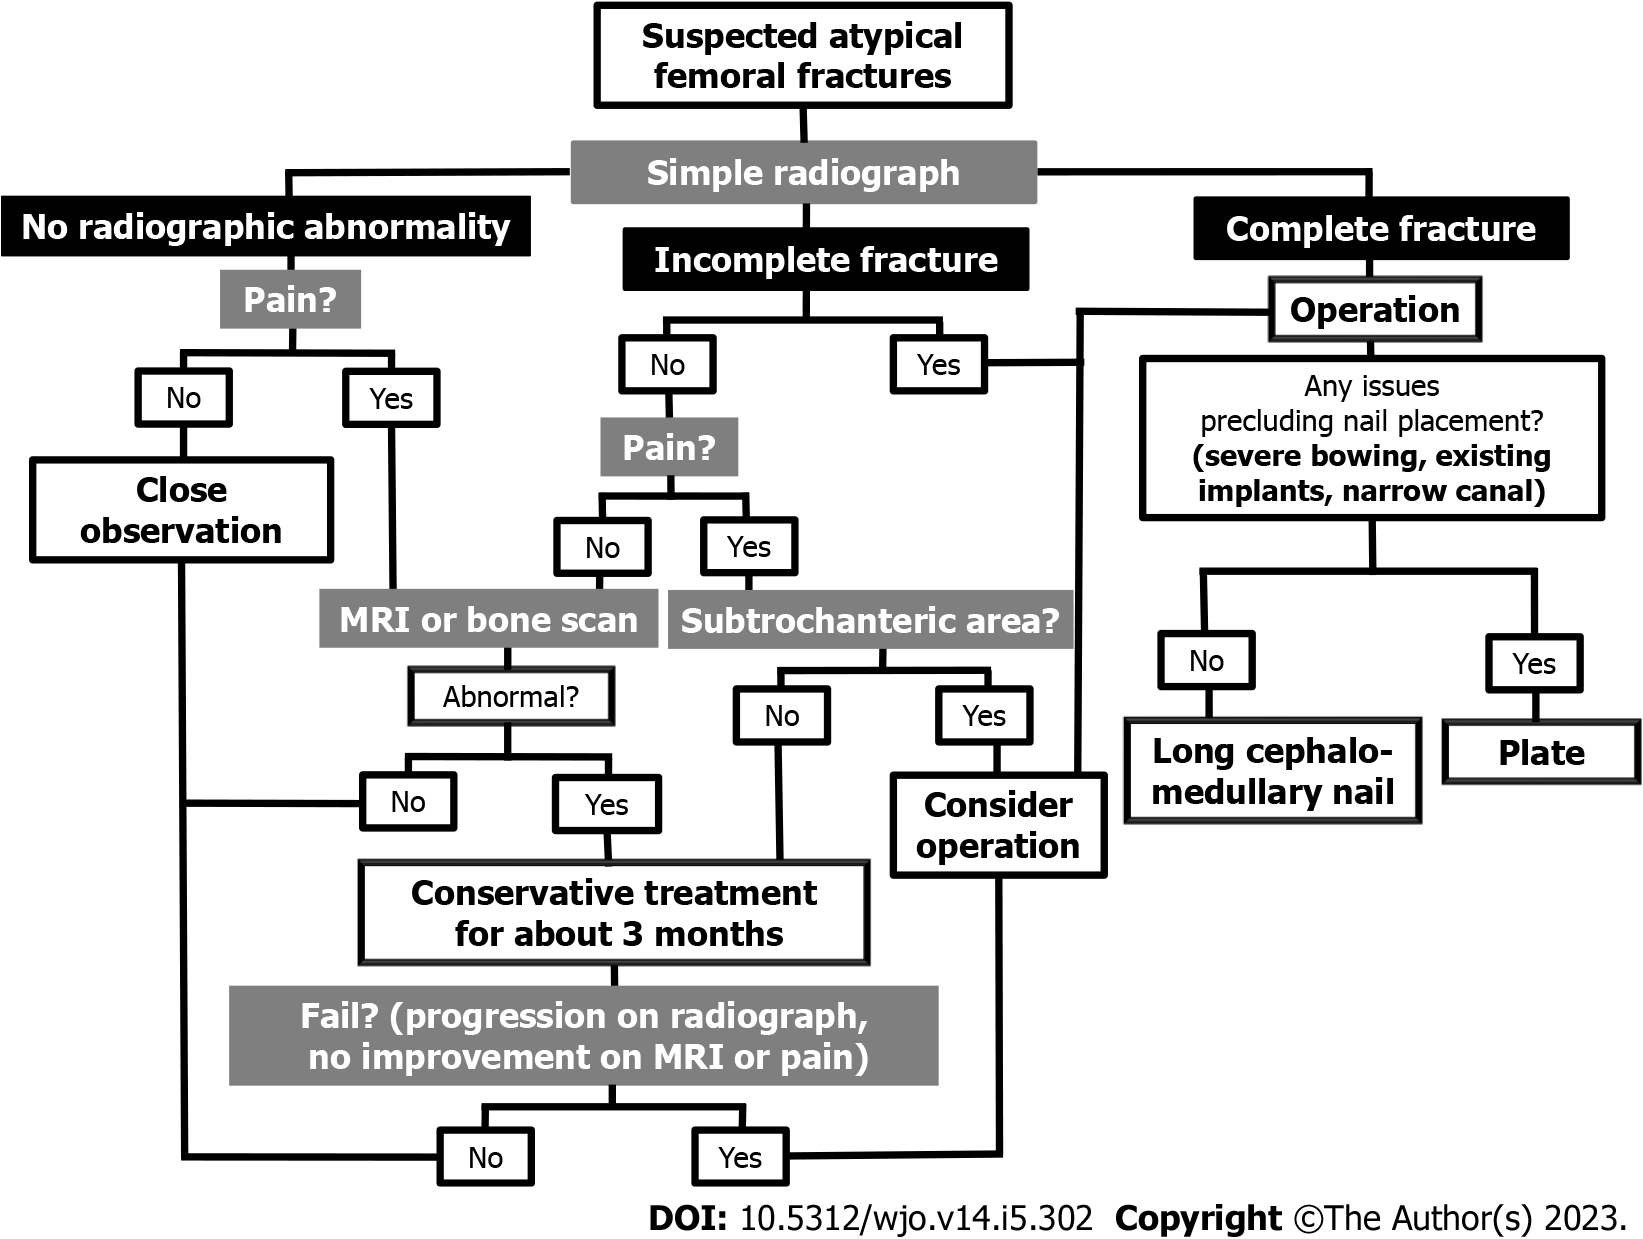 Suspected atypical
femoral fractures
Simple radiograph
No radiographic abnormality
Incomplete fracture
Complete fracture
Pain?
Operation
No
Yes
No
Yes
Any issues
precluding nail placement?
(severe bowing, existing
implants, narrow canal)
Pain?
Close
observation
No
Yes
MRI or bone scan
Subtrochanteric area?
No
Yes
Abnormal?
No
Yes
Long cephalo-
medullary nail
Plate
No
Yes
Consider
operation
Conservative treatment
for about 3 months
Fail? (progression on radiograph,
no improvement on MRI or pain)
No
Yes
DOI: 10.5312/wjo.v14.i5.302 Copyright ©The Author(s) 2023.